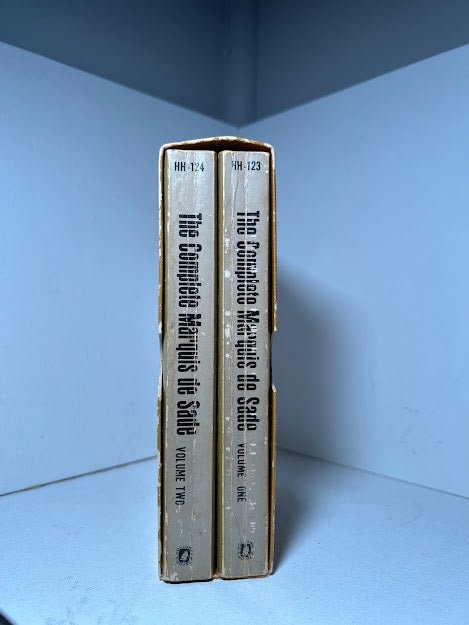 HH-124
The Complete Marquis de Sade
VOLUME TWO
HH-123
The Complete Marquis de Sade
VOLUME ONE